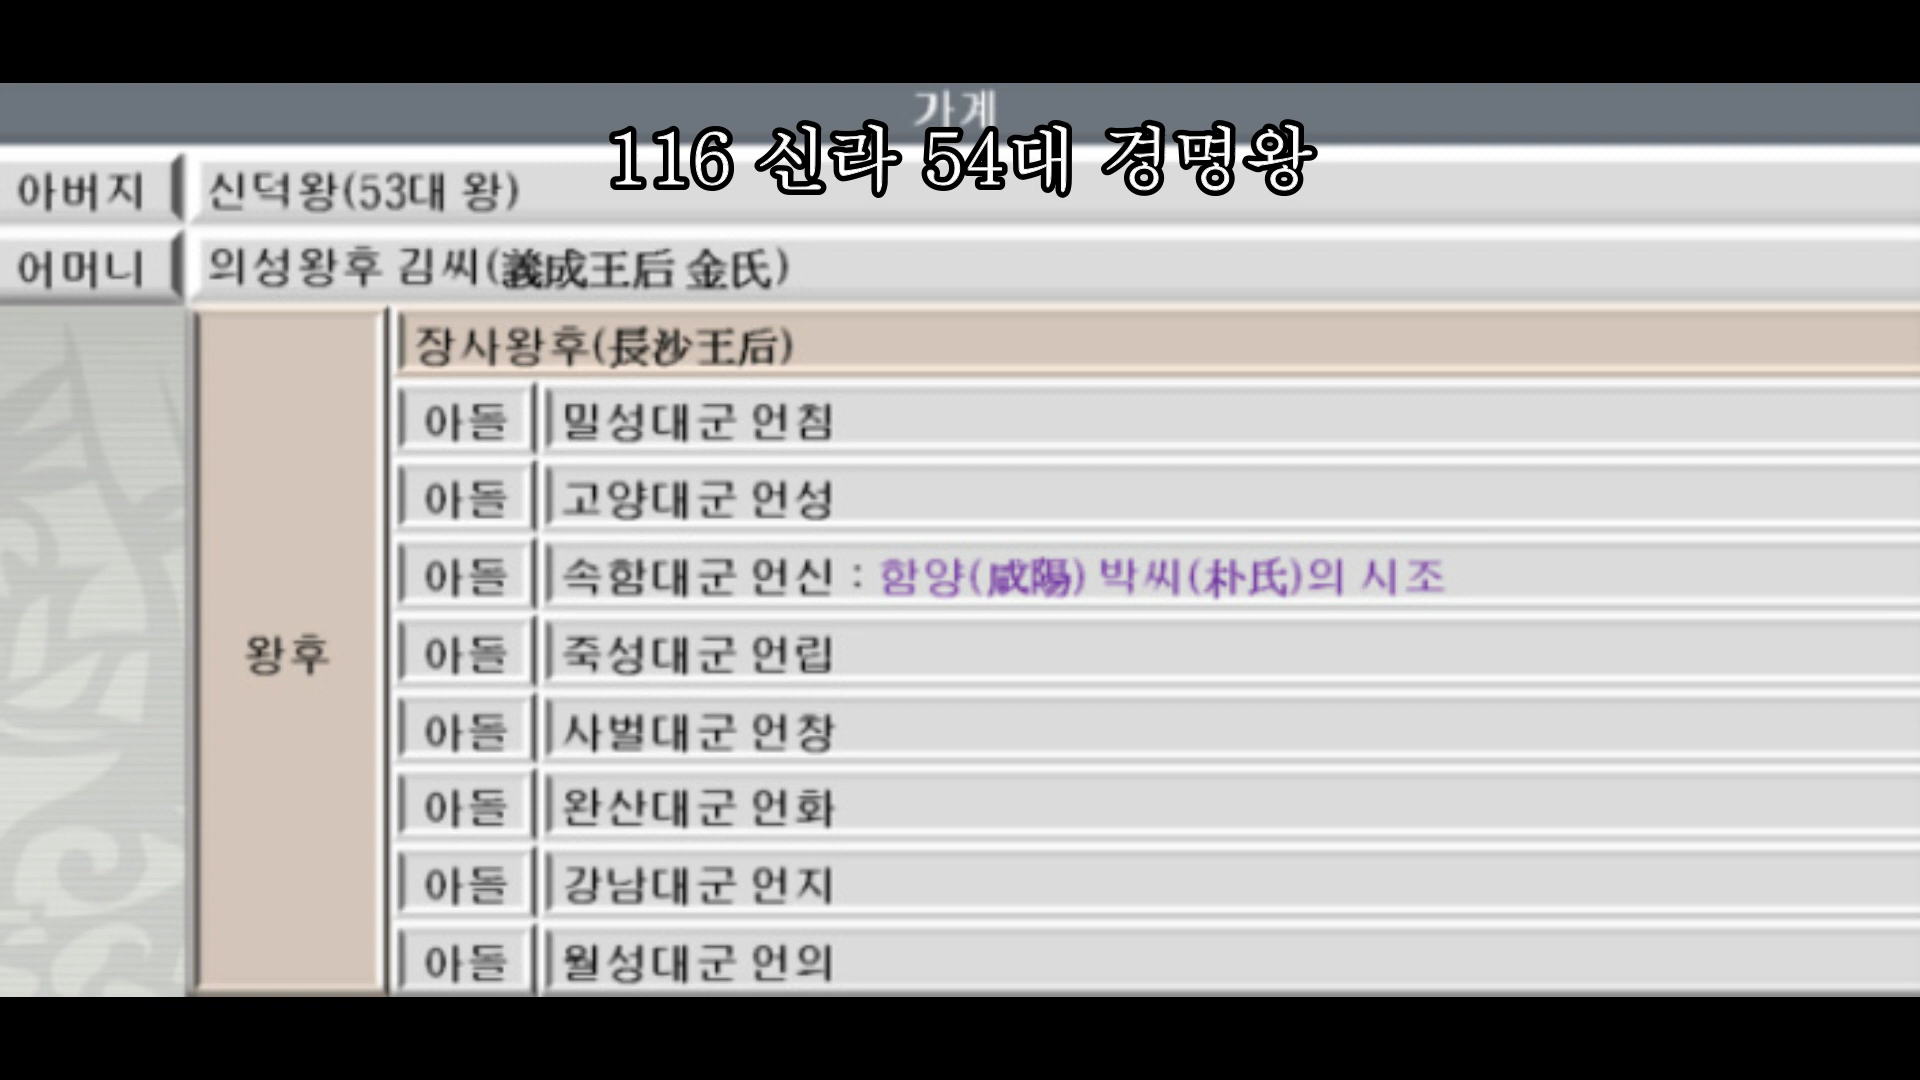 가계
116 신라 54대 경명왕
아버지 신덕왕(53대 왕)
어머니 의성왕후 김씨(義成王后 金氏)
왕후
장사왕후(長沙王后)
아들 밀성대군 언침
아들 고양대군 언성
아들 속함대군 언신 : 함양(咸陽) 박씨(朴氏)의 시조
아들 죽성대군 언립
아들 사벌대군 언창
아들 완산대군 언화
아들 강남대군 언지
아들 월성대군 언의